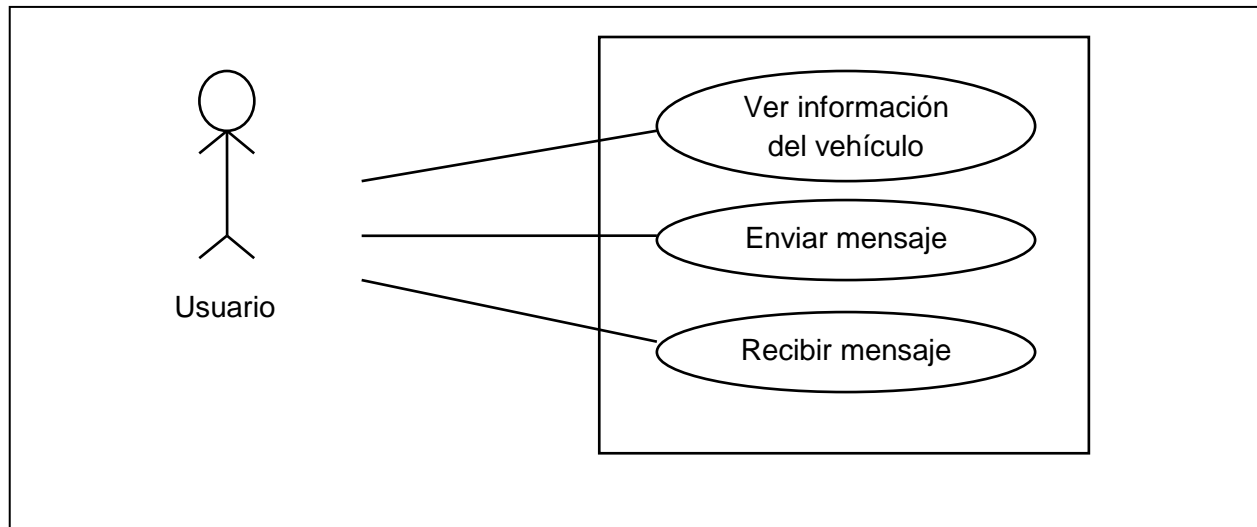 Ver información
del vehículo
Enviar mensaje
Usuario
Recibir mensaje